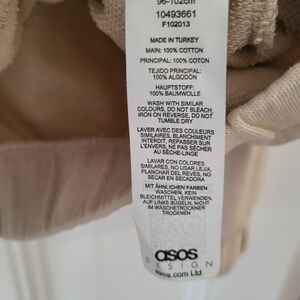 96-102cm
10493661
F102013
MADE IN TURKEY
MAIN: 100% COTTON
PRINCIPAL: 100% COTON
TEJIDO PRINCIPAL:
100% ALGODÓN
HAUPTSTOFF:
100% BAUMWOLLE
WASH WITH SIMILAR
COLOURS, DO NOT BLEACH,
IRON ON REVERSE, DO NOT
TUMBLE DRY
LAVER AVEC DES COULEURS
SIMILAIRES, BLANCHIMENT
INTERDIT, REPASSER SUR
L'ENVERS, NE PAS SÉCHER
AU SÈCHE-LINGE
LAVAR CON COLORES
SIMILARES, NO USAR LEJÍA,
PLANCHAR DEL REVÉS, NO
SECAR EN SECADORA
MIT ÄHNLICHEN FARBEN
WASCHEN, KEIN
BLEICHMITTEL VERWENDEN,
AUF LINKS BÜGELN, NICHT
IM WÄSCHETROCKNER
TROCKNEN
asos
DESIGN
asos.com Ltd